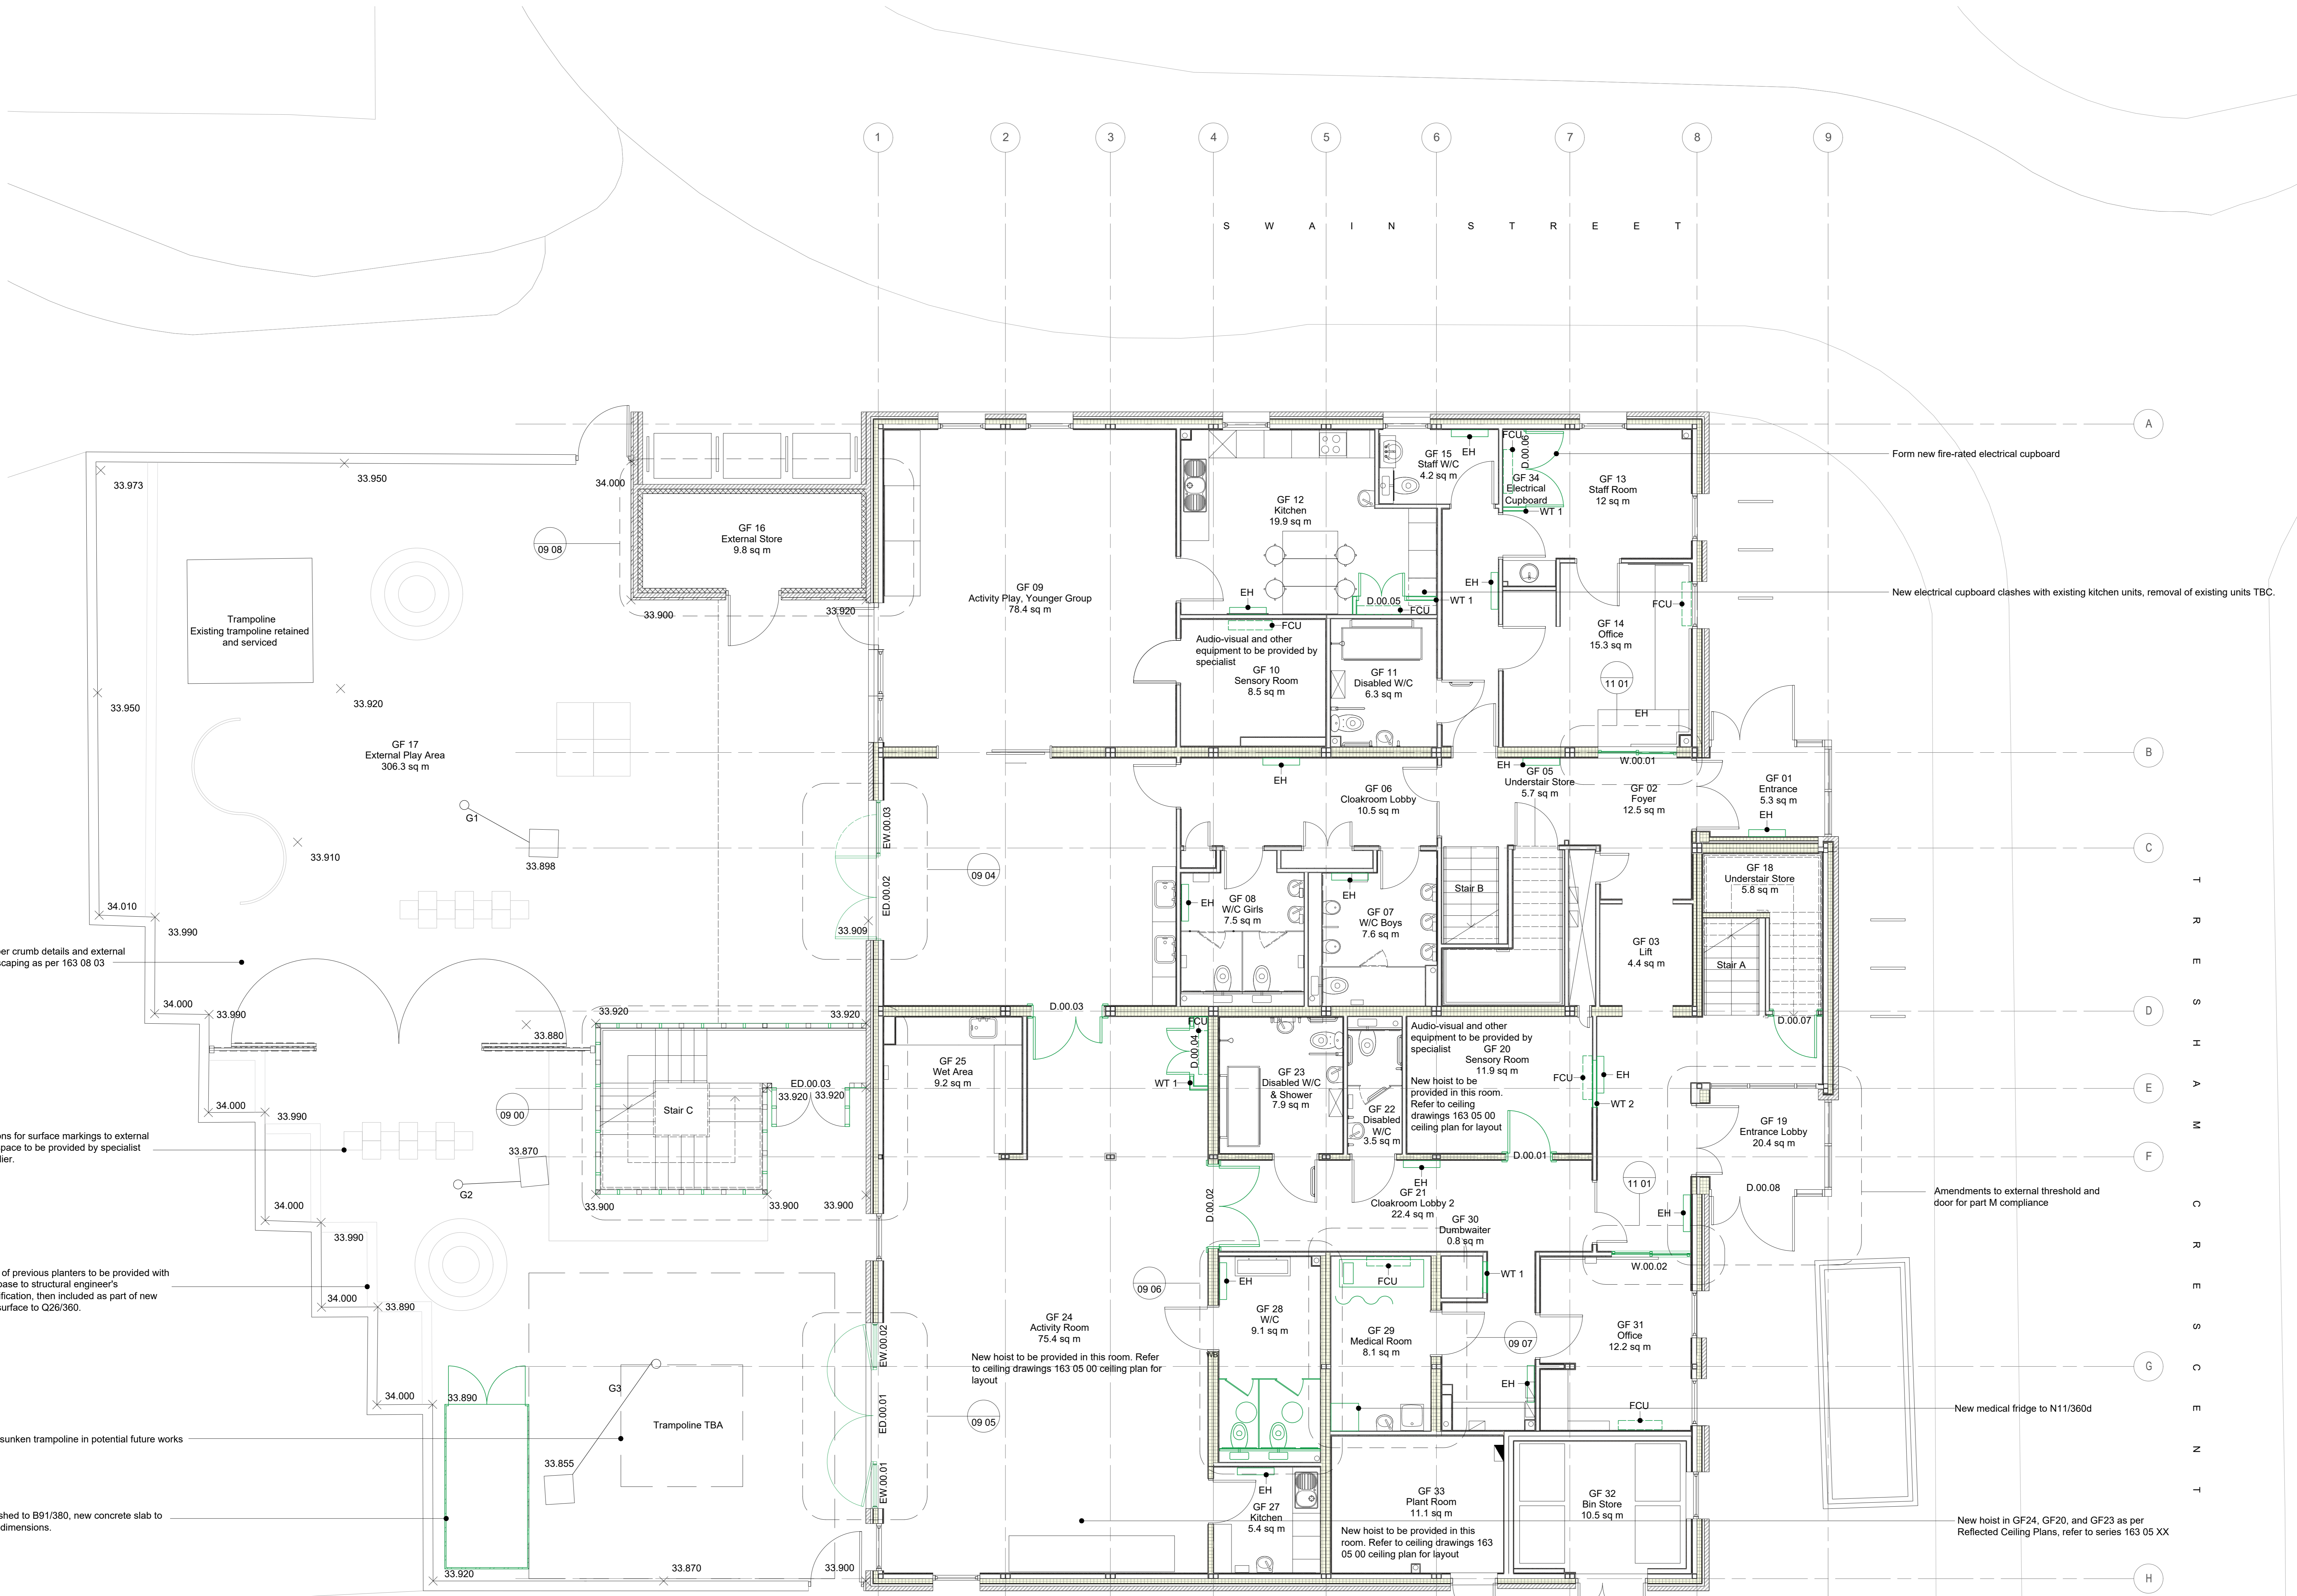 1
2
3
4
5
6
7
8
9
SWAIN STREET
A
33.973
33.950
34.000
09 08
GF 16
External Store
9.8 sq m
33.900
33.920
Trampoline
Existing trampoline retained
and serviced
33.950
33.920
GF 17
External Play Area
306.3 sq m
33.910
G1
33.898
34.010
33.990
GF 09
Activity Play, Younger Group
78.4 sq m
GF 12
Kitchen
19.9 sq m
GF 15
Staff W/C
4.2 sq m
EH
FCU
D.00.06
GF 34
Electrical
Cupboard
WT 1
GF 13
Staff Room
12 sq m
Form new fire-rated electrical cupboard
EH
D.00.05
FCU
WT 1
EH
FCU
New electrical cupboard clashes with existing kitchen units, removal of existing units TBC.
FCU
Audio-visual and other
equipment to be provided by
specialist
GF 10
Sensory Room
8.5 sq m
GF 11
Disabled W/C
6.3 sq m
GF 14
Office
15.3 sq m
11 01
EH
B
W.00.01
EH
EH
GF 05
Understair Store
5.7 sq m
GF 02
Foyer
12.5 sq m
GF 01
Entrance
5.3 sq m
EH
GF 06
Cloakroom Lobby
10.5 sq m
EW.00.03
ED.00.02
09 04
33.909
C
EH
GF 08
W/C Girls
7.5 sq m
EH
GF 07
W/C Boys
7.6 sq m
Stair B
GF 03
Lift
4.4 sq m
GF 18
Understair Store
5.8 sq m
Stair A
D.00.07
TRESHAM CRESCENT
er crumb details and external
scaping as per 163 08 03
34.000
33.990
33.880
33.920
33.920
D
D.00.03
FCU
D.00.04
WT 1
GF 25
Wet Area
9.2 sq m
GF 23
Disabled W/C
& Shower
7.9 sq m
GF 22
Disabled
W/C
3.5 sq m
Audio-visual and other
equipment to be provided by
specialist
GF 20
Sensory Room
11.9 sq m
New hoist to be
provided in this room.
Refer to ceiling
drawings 163 05 00
ceiling plan for layout
FCU
EH
WT 2
E
GF 19
Entrance Lobby
20.4 sq m
34.000
33.990
09 00
Stair C
ED.00.03
33.920
33.920
ons for surface markings to external
pace to be provided by specialist
lier.
33.870
G2
33.900
33.900
33.900
34.000
33.990
F
D.00.01
D.00.02
EH
GF 21
Cloakroom Lobby 2
22.4 sq m
GF 30
Dumbwaiter
0.8 sq m
11 01
EH
D.00.08
Amendments to external threshold and
door for part M compliance
W.00.02
of previous planters to be provided with
base to structural engineer's
ification, then included as part of new
surface to Q26/360.
34.000
33.890
09 06
EH
FCU
WT 1
GF 28
W/C
9.1 sq m
GF 29
Medical Room
8.1 sq m
09 07
GF 31
Office
12.2 sq m
GF 24
Activity Room
75.4 sq m
New hoist to be provided in this room. Refer
to ceiling drawings 163 05 00 ceiling plan for
layout
EW.00.02
ED.00.01
EW.00.01
09 05
WB
G
EH
FCU
34.000
33.890
G3
Trampoline TBA
sunken trampoline in potential future works
33.855
New medical fridge to N11/360d
EH
GF 27
Kitchen
5.4 sq m
GF 33
Plant Room
11.1 sq m
New hoist to be provided in this
room. Refer to ceiling drawings 163
05 00 ceiling plan for layout
GF 32
Bin Store
10.5 sq m
shed to B91/380, new concrete slab to
dimensions.
New hoist in GF24, GF20, and GF23 as per
Reflected Ceiling Plans, refer to series 163 05 XX
33.920
33.870
33.900
H